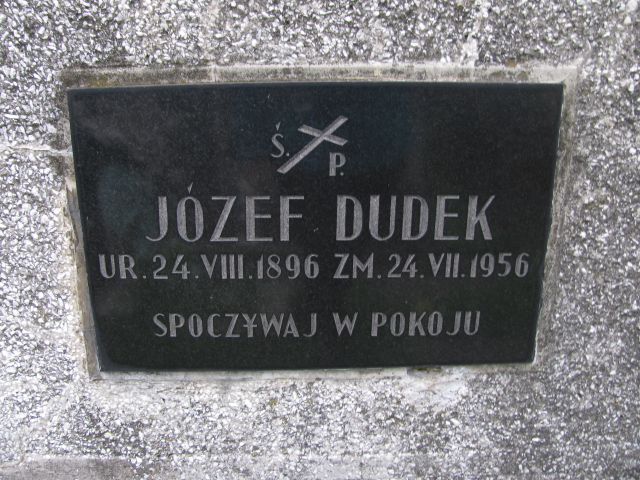 Ś. P.
JÓZEF DUDEK
UR. 24. VIII. 1896 ZM. 24. VII. 1956
SPOCZYWAJ W POKOJU